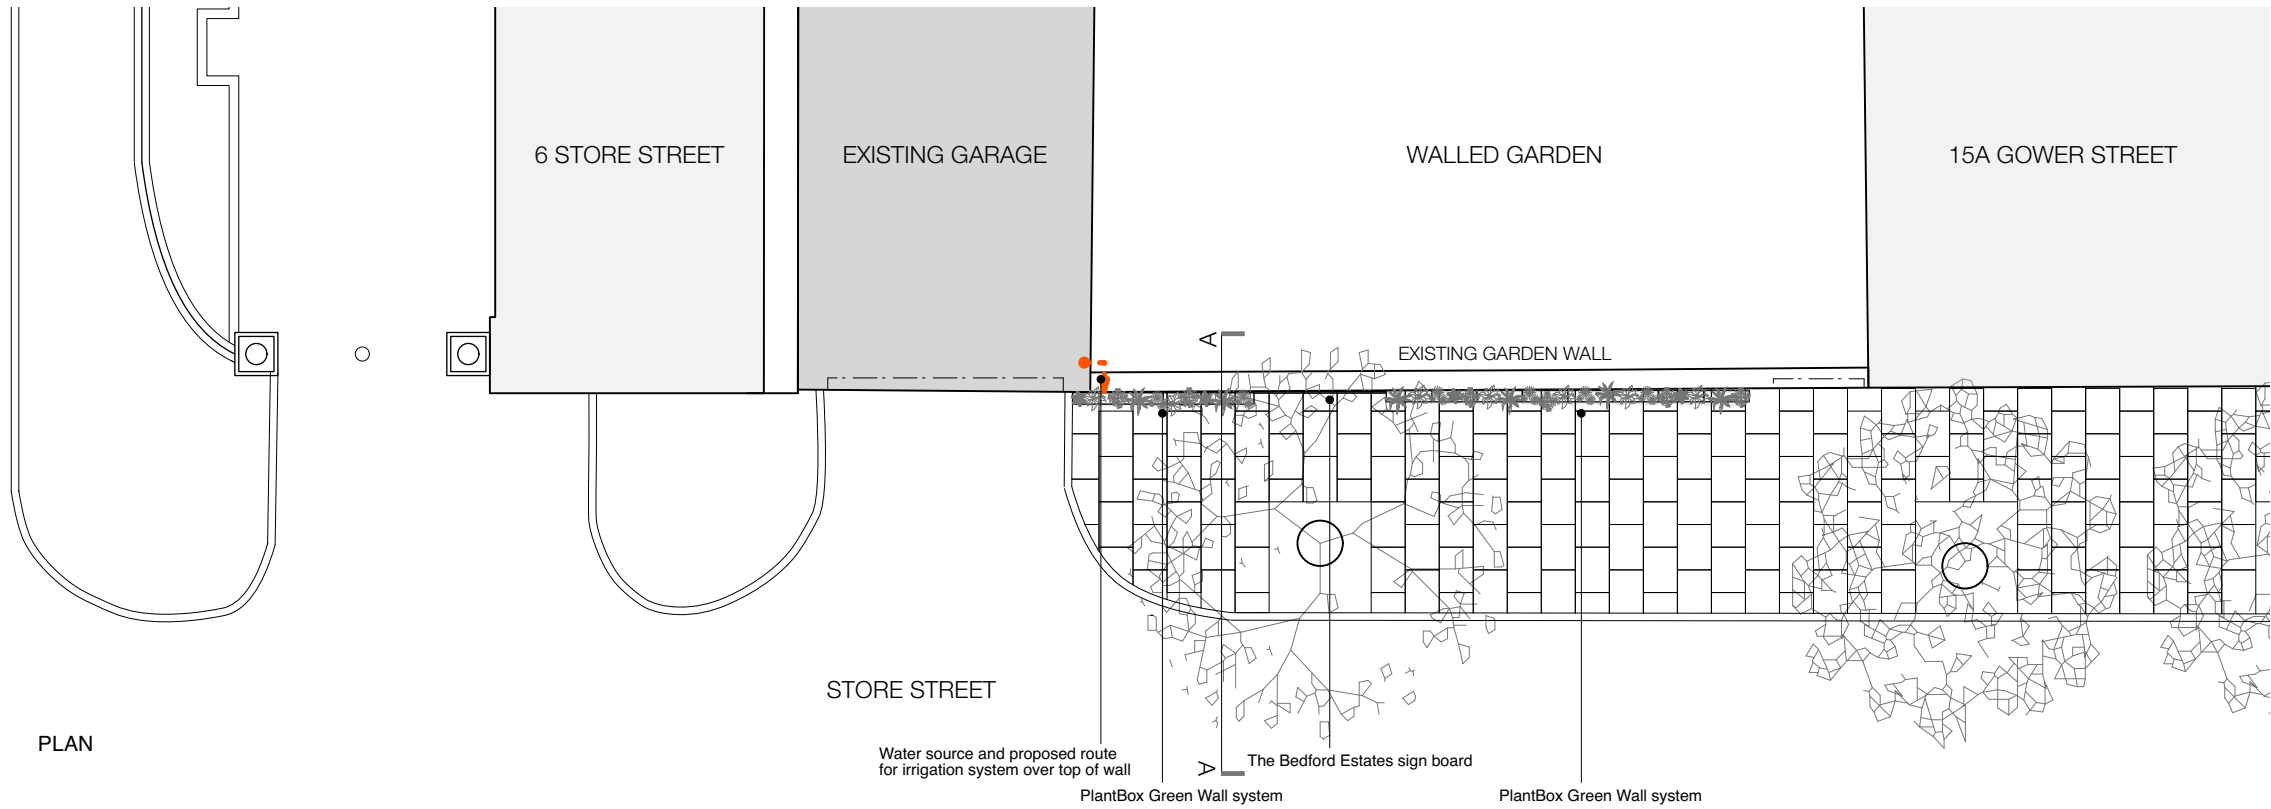 6 STORE STREET
EXISTING GARAGE
WALLED GARDEN
15A GOWER STREET
A
EXISTING GARDEN WALL
STORE STREET
PLAN
Water source and proposed route
for irrigation system over top of wall
A
The Bedford Estates sign board
PlantBox Green Wall system
PlantBox Green Wall system